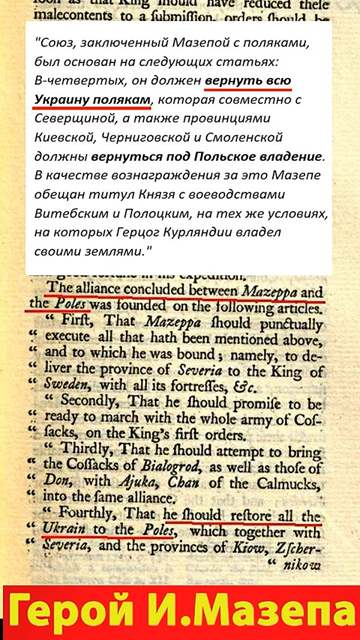 malecontents to a submission, orders should be
"Союз, заключенный Мазепой с поляками,
был основан на следующих статьях:
В-четвертых, он должен вернуть всю
Украину полякам, которая совместно с
Северщиной, а также провинциями
Киевской, Черниговской и Смоленской
должны вернуться под Польское владение.
В качестве вознаграждения за это Мазепе
обещан титул Князя с воеводствами
Витебским и Полоцким, на тех же условиях,
на которых Герцог Курляндии владел
своими землями."
The alliance concluded between Mazeppa and
the Poles was founded on the following articles.
“ Firſt, That Mazeppa ſhould punctually
“ execute all that hath been mentioned above,
“ and to which he was bound; namely, to de-
“ liver the province of Severia to the King of
“ Sweden, with all its fortreſſes, &c.
“ Secondly, That he ſhould promiſe to be
“ ready to march with the whole army of Coſ-
“ ſacks, on the King's firſt orders.
“ Thirdly, That he ſhould attempt to bring
“ the Coſſacks of Bialogrod, as well as thoſe of
“ Don, with Ajuka, Chan of the Calmucks,
“ into the ſame alliance.
“ Fourthly, That he ſhould reſtore all the
“ Ukrain to the Poles, which together with
“ Severia, and the provinces of Kiow, Zſcher-
“ nikow
Герой И.Мазепа